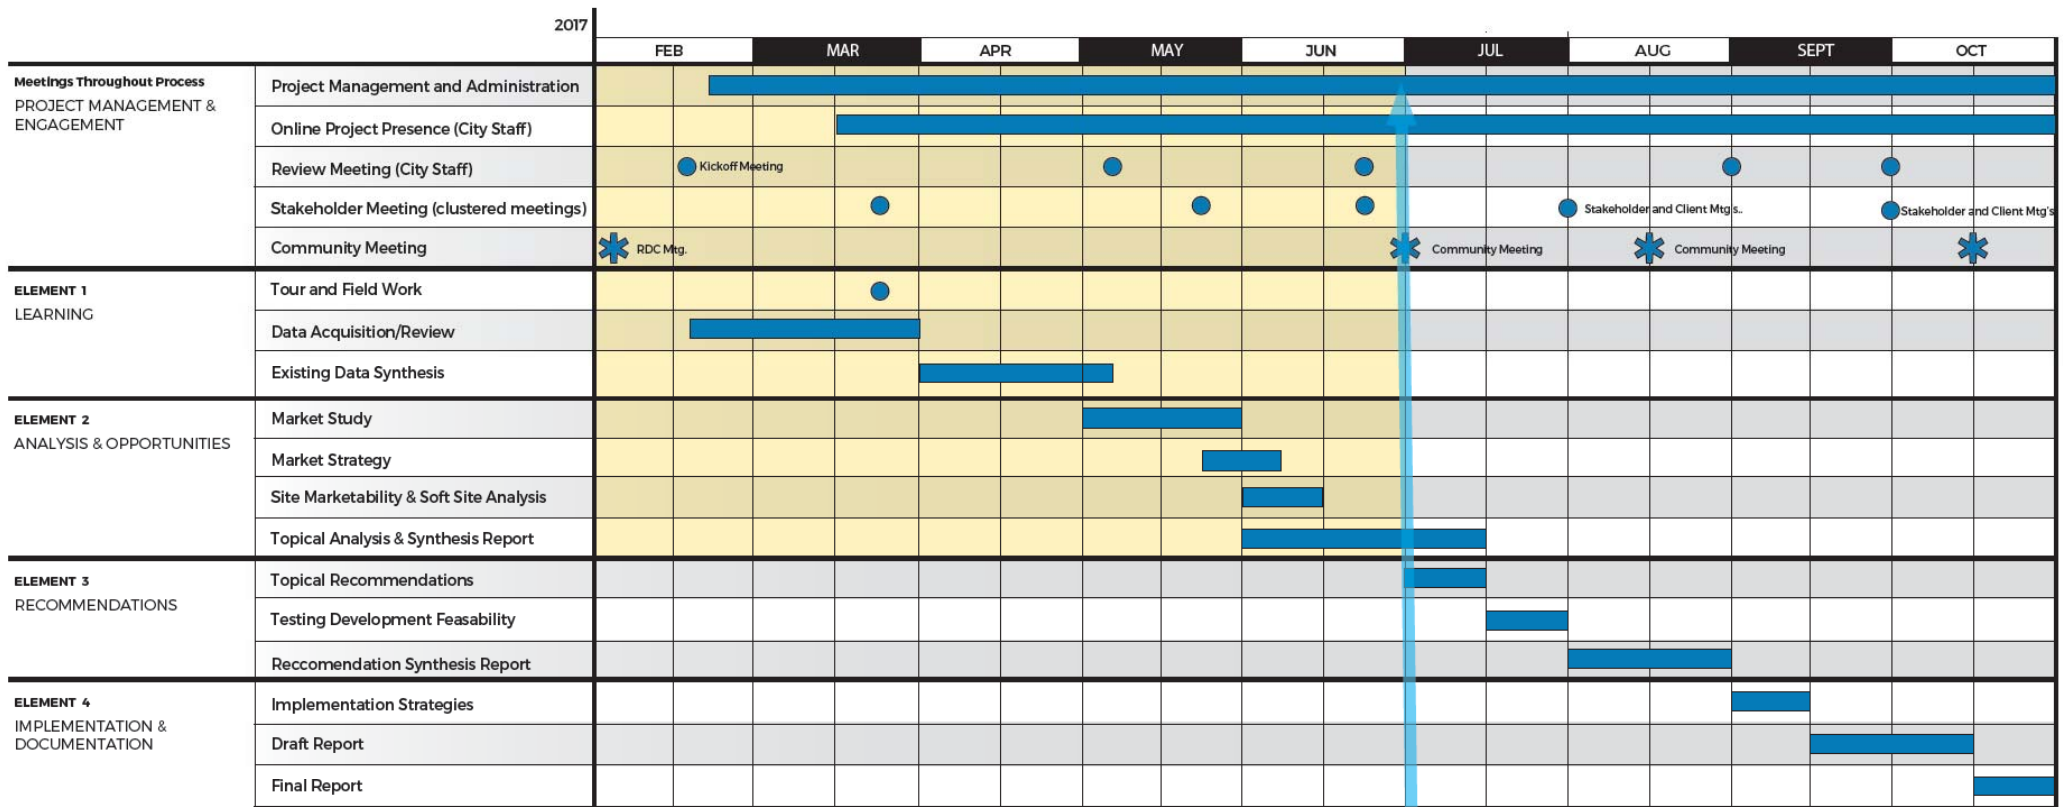 2017
FEB MAR APR MAY JUN JUL AUG SEPT OCT
Meetings Throughout Process
PROJECT MANAGEMENT &
ENGAGEMENT
Project Management and Administration
Online Project Presence (City Staff)
Review Meeting (City Staff)
Kickoff Meeting
Stakeholder Meeting (clustered meetings)
Stakeholder and Client Mtg's..
Stakeholder and Client Mtg's
Community Meeting
RDC Mtg.
Community Meeting
Community Meeting
ELEMENT 1
LEARNING
Tour and Field Work
Data Acquisition/Review
Existing Data Synthesis
ELEMENT 2
ANALYSIS & OPPORTUNITIES
Market Study
Market Strategy
Site Marketability & Soft Site Analysis
Topical Analysis & Synthesis Report
ELEMENT 3
RECOMMENDATIONS
Topical Recommendations
Testing Development Feasability
Reccomendation Synthesis Report
ELEMENT 4
IMPLEMENTATION &
DOCUMENTATION
Implementation Strategies
Draft Report
Final Report